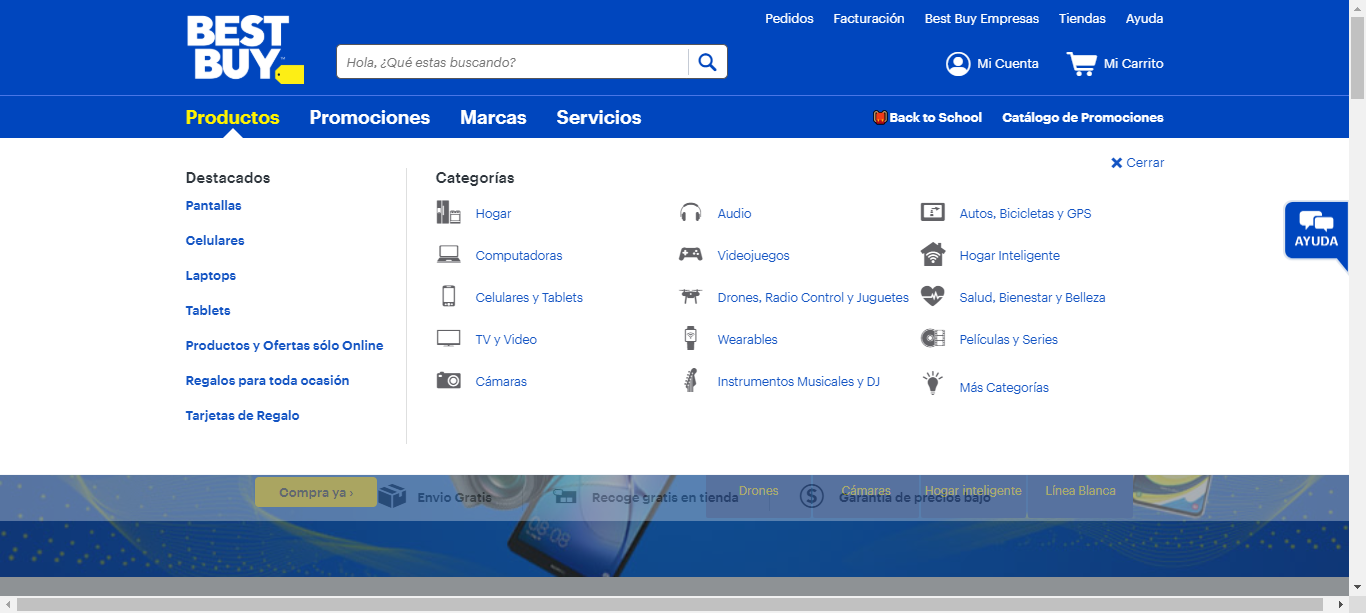 Pedidos Facturación Best Buy Empresas Tiendas Ayuda
BEST
BUY
Hola, ¿Qué estas buscando?
Mi Cuenta Mi Carrito
Productos Promociones Marcas Servicios Back to School Catálogo de Promociones
Cerrar
Destacados
Pantallas
Celulares
Laptops
Tablets
Productos y Ofertas sólo Online
Regalos para toda ocasión
Tarjetas de Regalo
Categorías
Hogar
Computadoras
Celulares y Tablets
TV y Video
Cámaras
Audio
Videojuegos
Drones, Radio Control y Juguetes
Wearables
Instrumentos Musicales y DJ
Autos, Bicicletas y GPS
Hogar Inteligente
Salud, Bienestar y Belleza
Películas y Series
Más Categorías
AYUDA
Compra ya ›
Envio Gratis
Recoge gratis en tienda
Garantía de precios bajo
Drones Cámaras Hogar inteligente Línea Blanca
08:08